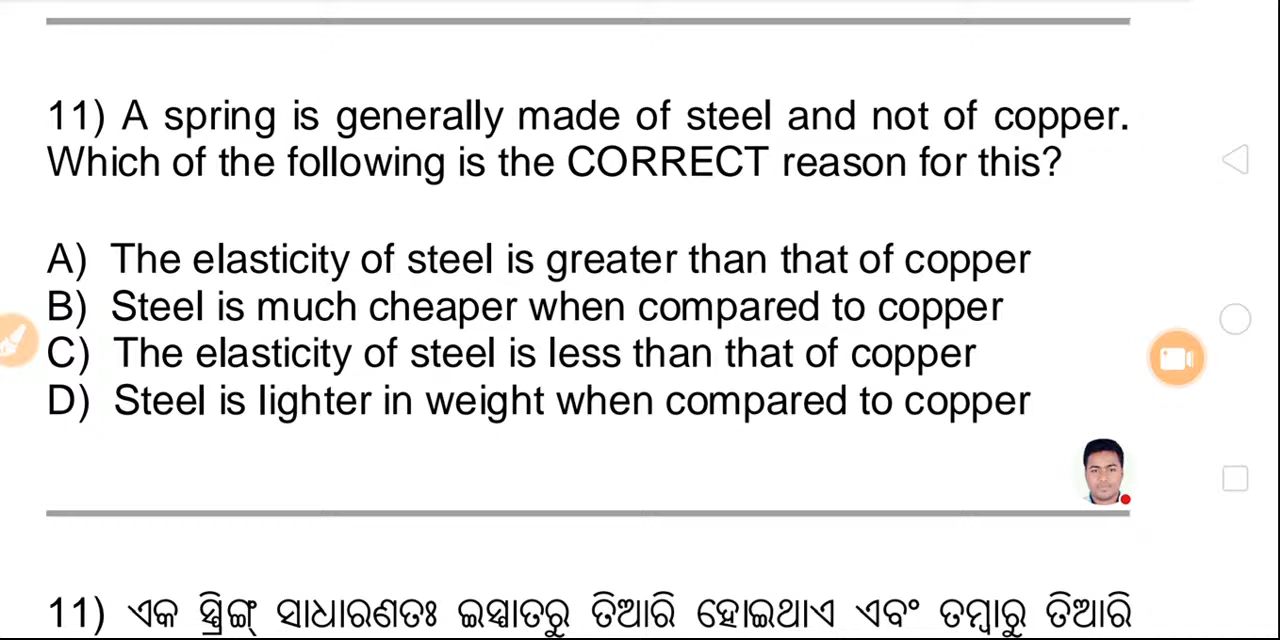 11) A spring is generally made of steel and not of copper.
Which of the following is the CORRECT reason for this?
A) The elasticity of steel is greater than that of copper
B) Steel is much cheaper when compared to copper
C) The elasticity of steel is less than that of copper
D) Steel is lighter in weight when compared to copper
11) ଏକ ସ୍ପ୍ରିଙ୍ଗ୍ ସାଧାରଣତଃ ଇସ୍ପାତରୁ ତିଆରି ହୋଇଥାଏ ଏବଂ ତମ୍ବାରୁ ତିଆରି